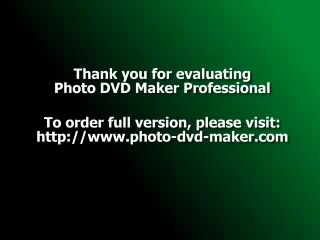 Thank you for evaluating
Photo DVD Maker Professional
To order full version, please visit:
http://www.photo-dvd-maker.com